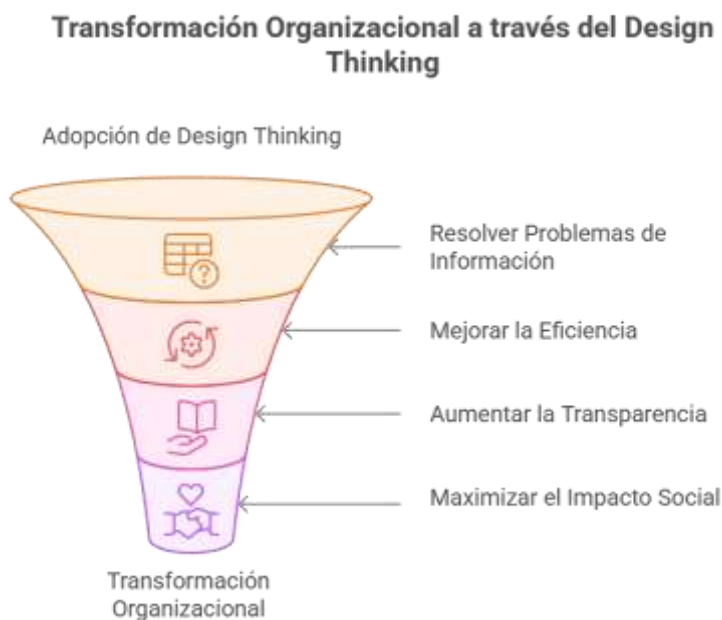 Transformación Organizacional a través del Design
Thinking
Adopción de Design Thinking
Resolver Problemas de
Información
Mejorar la Eficiencia
Aumentar la Transparencia
Maximizar el Impacto Social
Transformación
Organizacional